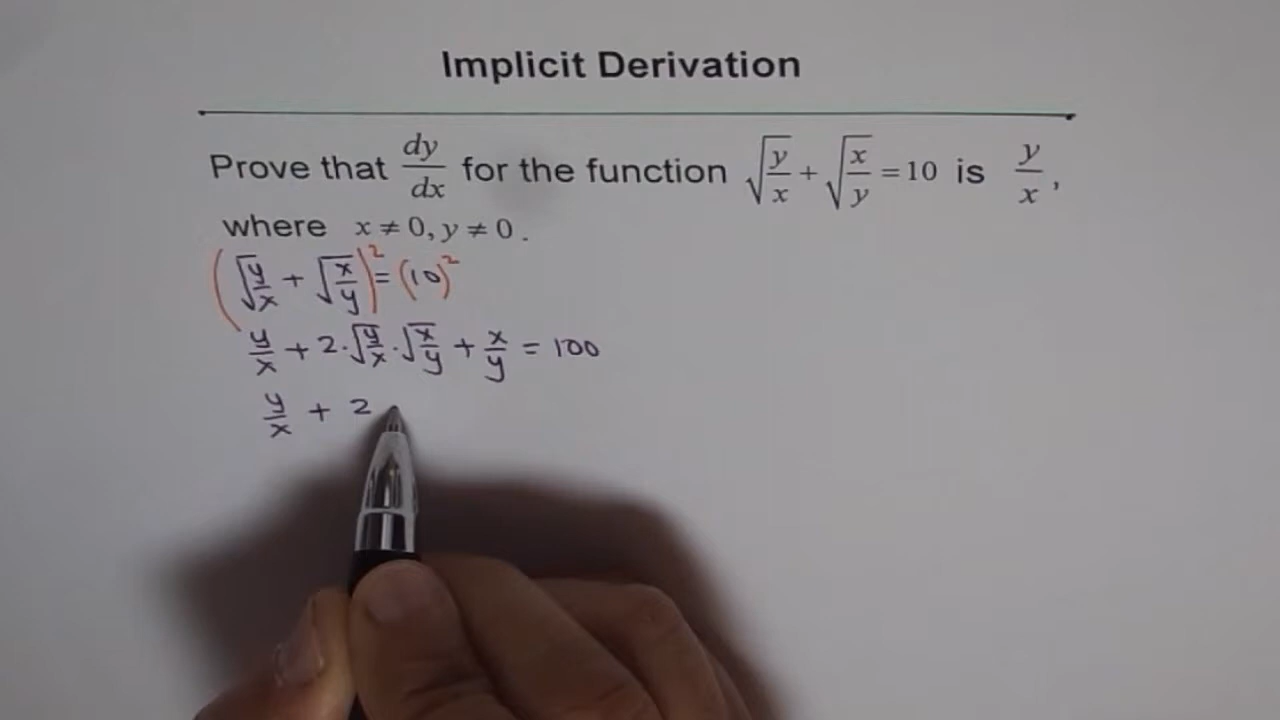 Implicit Derivation
Prove that dy/dx for the function √(y/x) + √(x/y) = 10 is y/x,
where x ≠ 0, y ≠ 0.
(√(y/x) + √(x/y))² = (10)²
y/x + 2·√(y/x)·√(x/y) + x/y = 100
y/x + 2